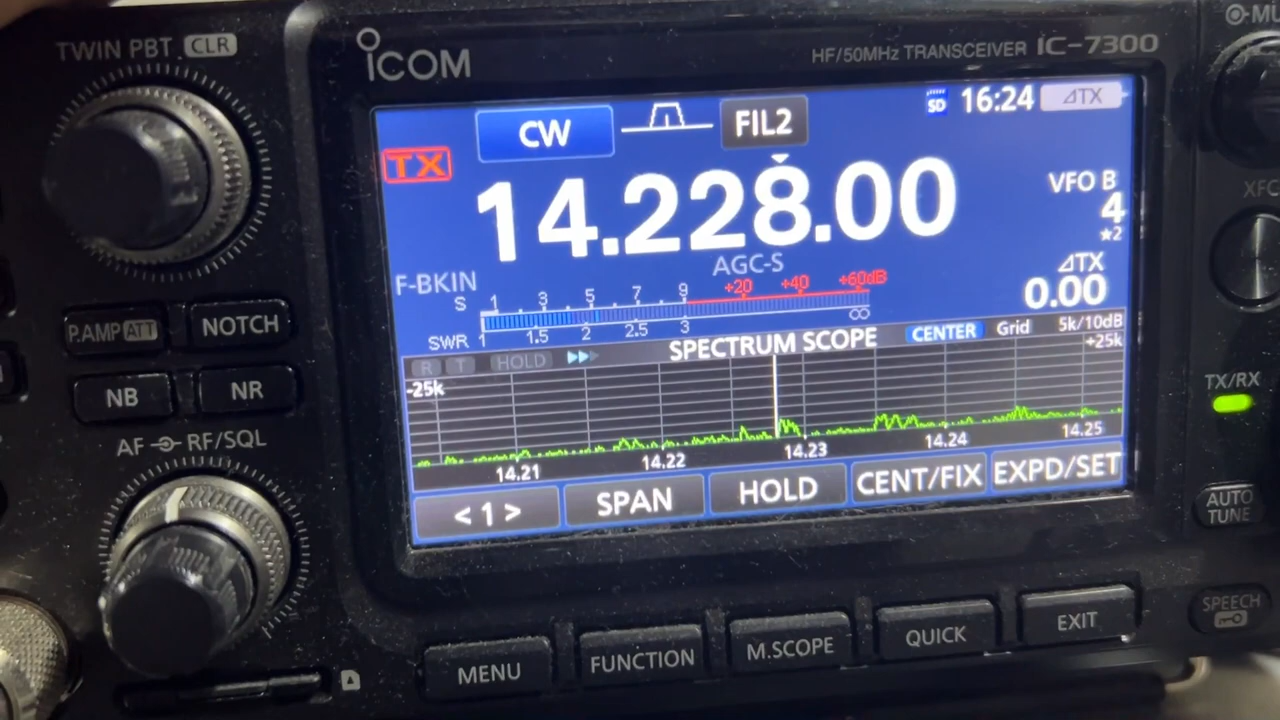 TWIN PBT CLR
ICOM
HF/50MHz TRANSCEIVER IC-7300
CW
FIL2
SD
16:24
⊿TX
TX
14.228.00
VFO B
4
★2
F-BKIN
AGC-S
⊿TX
0.00
S 1 3 5 7 9 +20 +40 +60dB
SWR 1 1.5 2 2.5 3 ∞
R T HOLD
SPECTRUM SCOPE
CENTER Grid 5k/10dB
-25k
+25k
14.21 14.22 14.23 14.24 14.25
< 1 > SPAN HOLD CENT/FIX EXPD/SET
P.AMP ATT
NOTCH
NB
NR
AF RF/SQL
TX/RX
AUTO
TUNE
SPEECH
MENU FUNCTION M.SCOPE QUICK EXIT